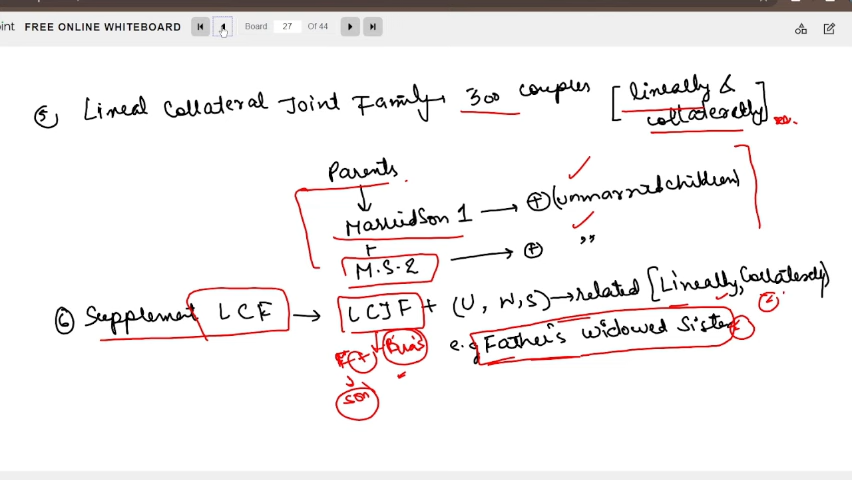 oint FREE ONLINE WHITEBOARD Board 27 Of 44
5 Lineal Collateral Joint Family → 300 couples [lineally &
collaterally]
Parents
Married Son 1 → + (unmarried children)
+
M.S.2 → + "
6 Supplement LCF → LCJF + (U, W, S) → related [Lineally, Collaterally]
e.g Father's widowed Sister
F +
son